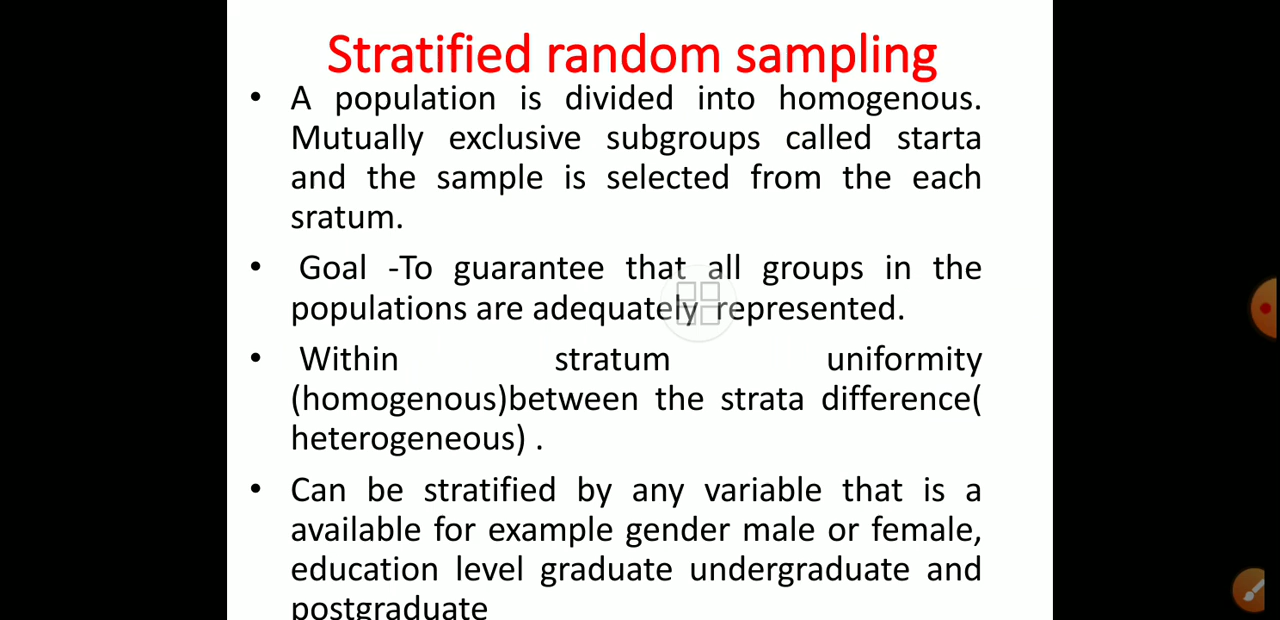 Stratified random sampling
• A population is divided into homogenous.
Mutually exclusive subgroups called starta
and the sample is selected from the each
sratum.
• Goal -To guarantee that all groups in the
populations are adequately represented.
• Within stratum uniformity
(homogenous)between the strata difference(
heterogeneous) .
• Can be stratified by any variable that is a
available for example gender male or female,
education level graduate undergraduate and
postgraduate